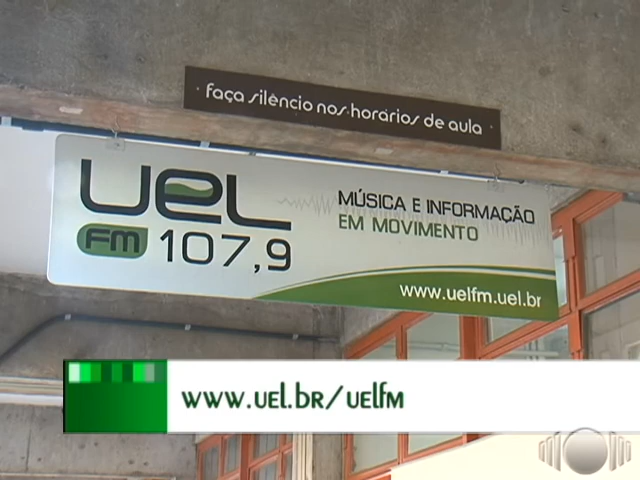 faça silêncio nos horários de aula
UEL
FM 107,9
MÚSICA E INFORMAÇÃO
EM MOVIMENTO
www.uelfm.uel.br
www.uel.br/uelfm